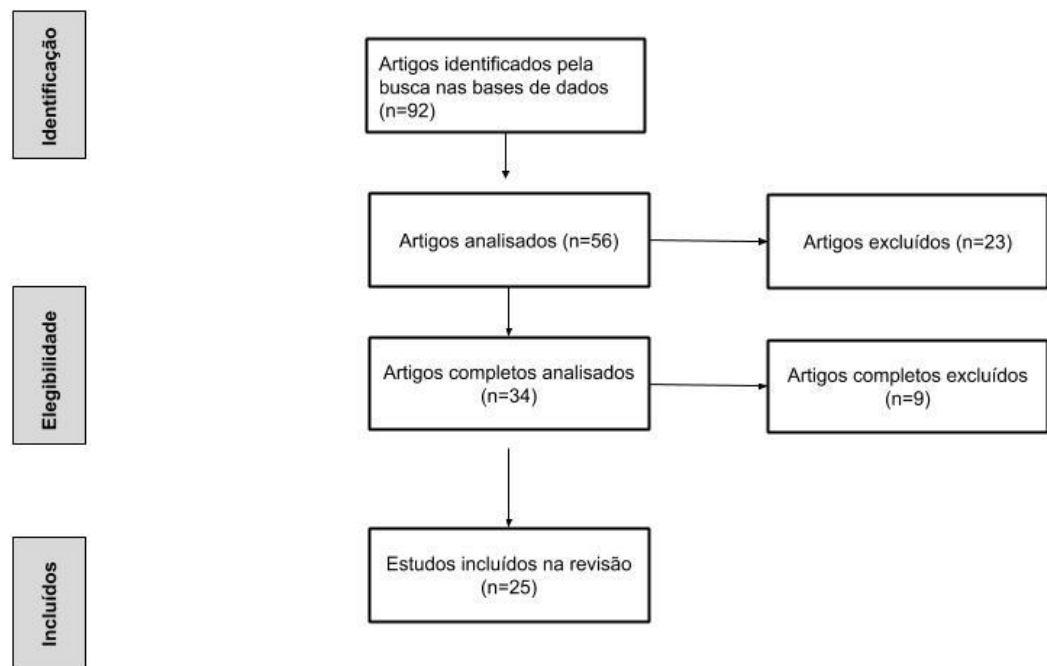 Identificação
Artigos identificados pela
busca nas bases de dados
(n=92)
Artigos analisados (n=56)
Artigos excluídos (n=23)
Elegibilidade
Artigos completos analisados
(n=34)
Artigos completos excluídos
(n=9)
Incluídos
Estudos incluídos na revisão
(n=25)